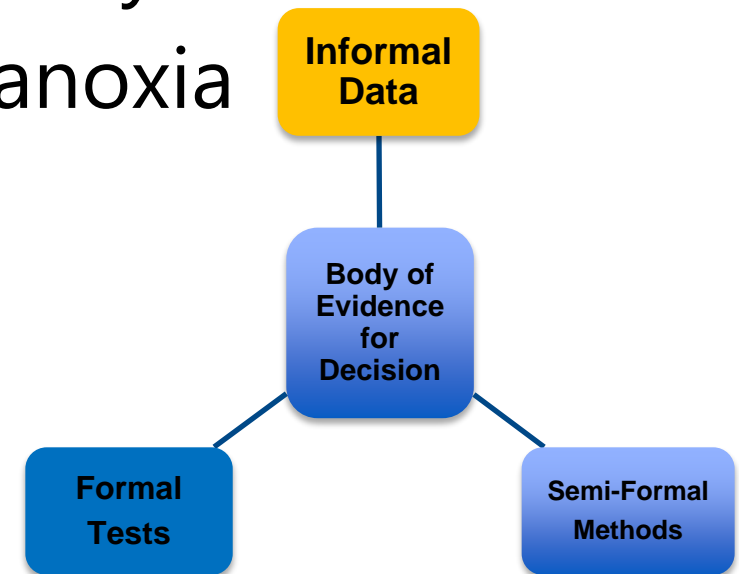 anoxia
Informal
Data
Body of
Evidence
for
Decision
Formal
Tests
Semi-Formal
Methods